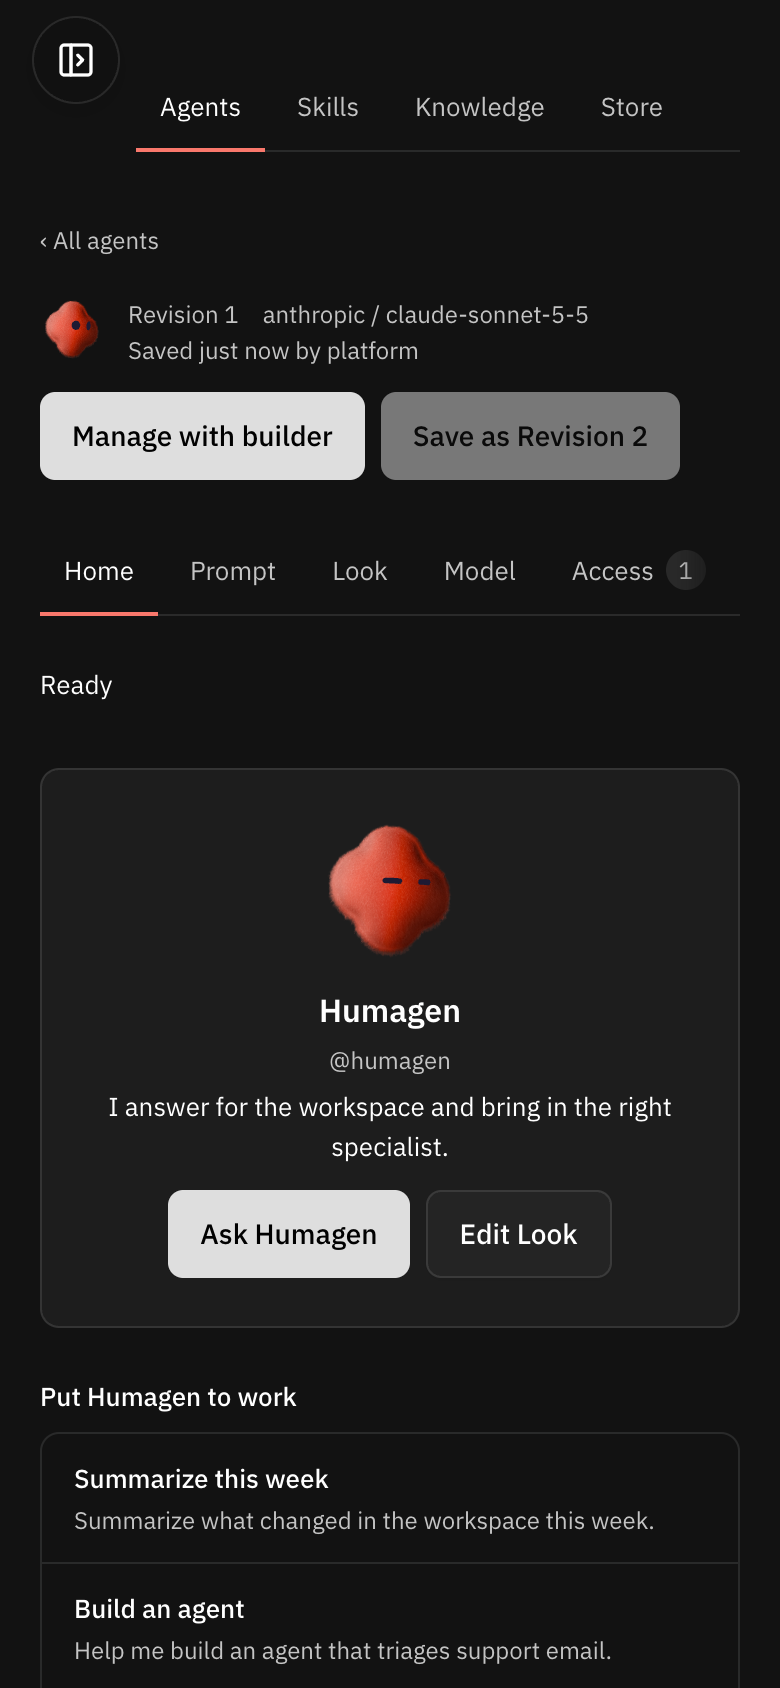 Agents Skills Knowledge Store
‹ All agents
Revision 1 anthropic / claude-sonnet-5-5
Saved just now by platform
Manage with builder Save as Revision 2
Home Prompt Look Model Access 1
Ready
Humagen
@humagen
I answer for the workspace and bring in the right
specialist.
Ask Humagen Edit Look
Put Humagen to work
Summarize this week
Summarize what changed in the workspace this week.
Build an agent
Help me build an agent that triages support email.